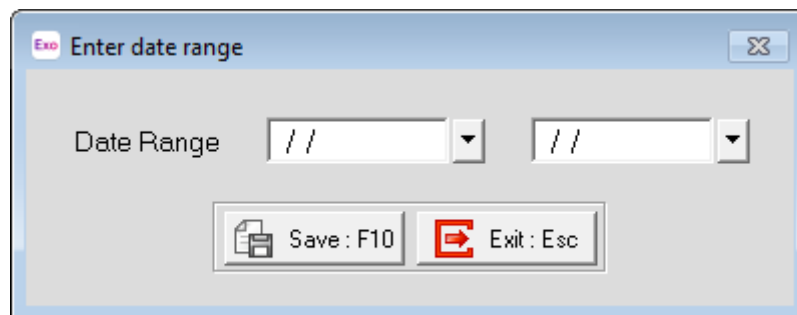 Exo Enter date range
Date Range / / / /
Save : F10 Exit : Esc